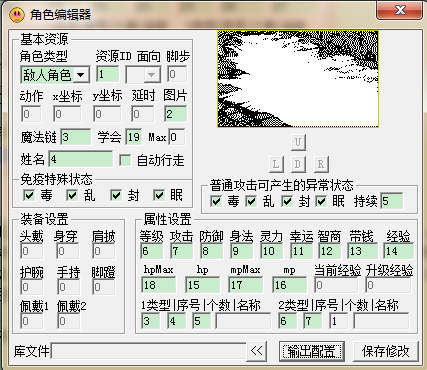 角色编辑器
基本资源
角色类型 资源ID 面向 脚步
敌人角色 1 0
动作 x坐标 y坐标 延时 图片
0 0 0 0 2
魔法链 3 学会 19 Max 0
姓名 4 自动行走
免疫特殊状态
毒 乱 封 眠
U
L D R
普通攻击可产生的异常状态
毒 乱 封 眠 持续 5
装备设置
头戴 身穿 肩披
0 0 0
护腕 手持 脚蹬
0 0 0
佩戴1 佩戴2
0 0
属性设置
等级 攻击 防御 身法 灵力 幸运 智商 带钱 经验
6 7 8 9 10 11 12 13 14
hpMax hp mpMax mp 当前经验 升级经验
18 15 17 16 0 0
1类型|序号|个数|名称 2类型|序号|个数|名称
3 4 5 6 7 1
库文件 << 输出配置 保存修改